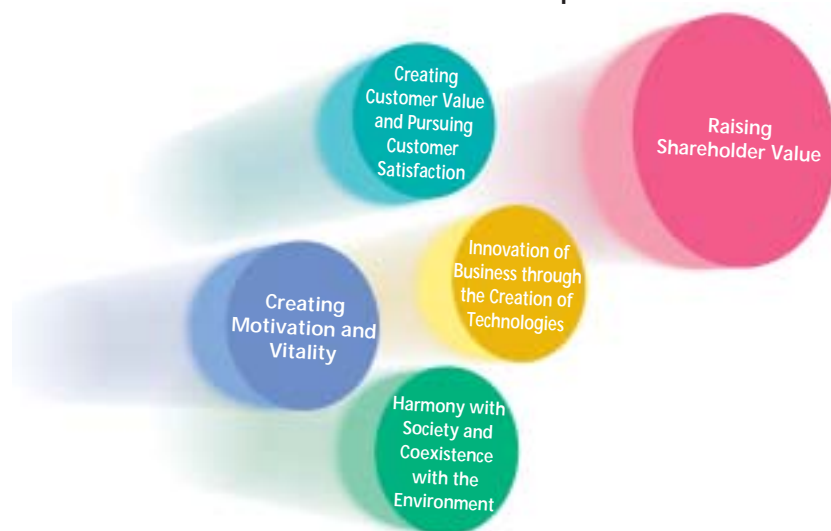 Creating
Customer Value
and Pursuing
Customer
Satisfaction
Raising
Shareholder Value
Innovation of
Business through
the Creation of
Technologies
Creating
Motivation and
Vitality
Harmony with
Society and
Coexistence
with the
Environment